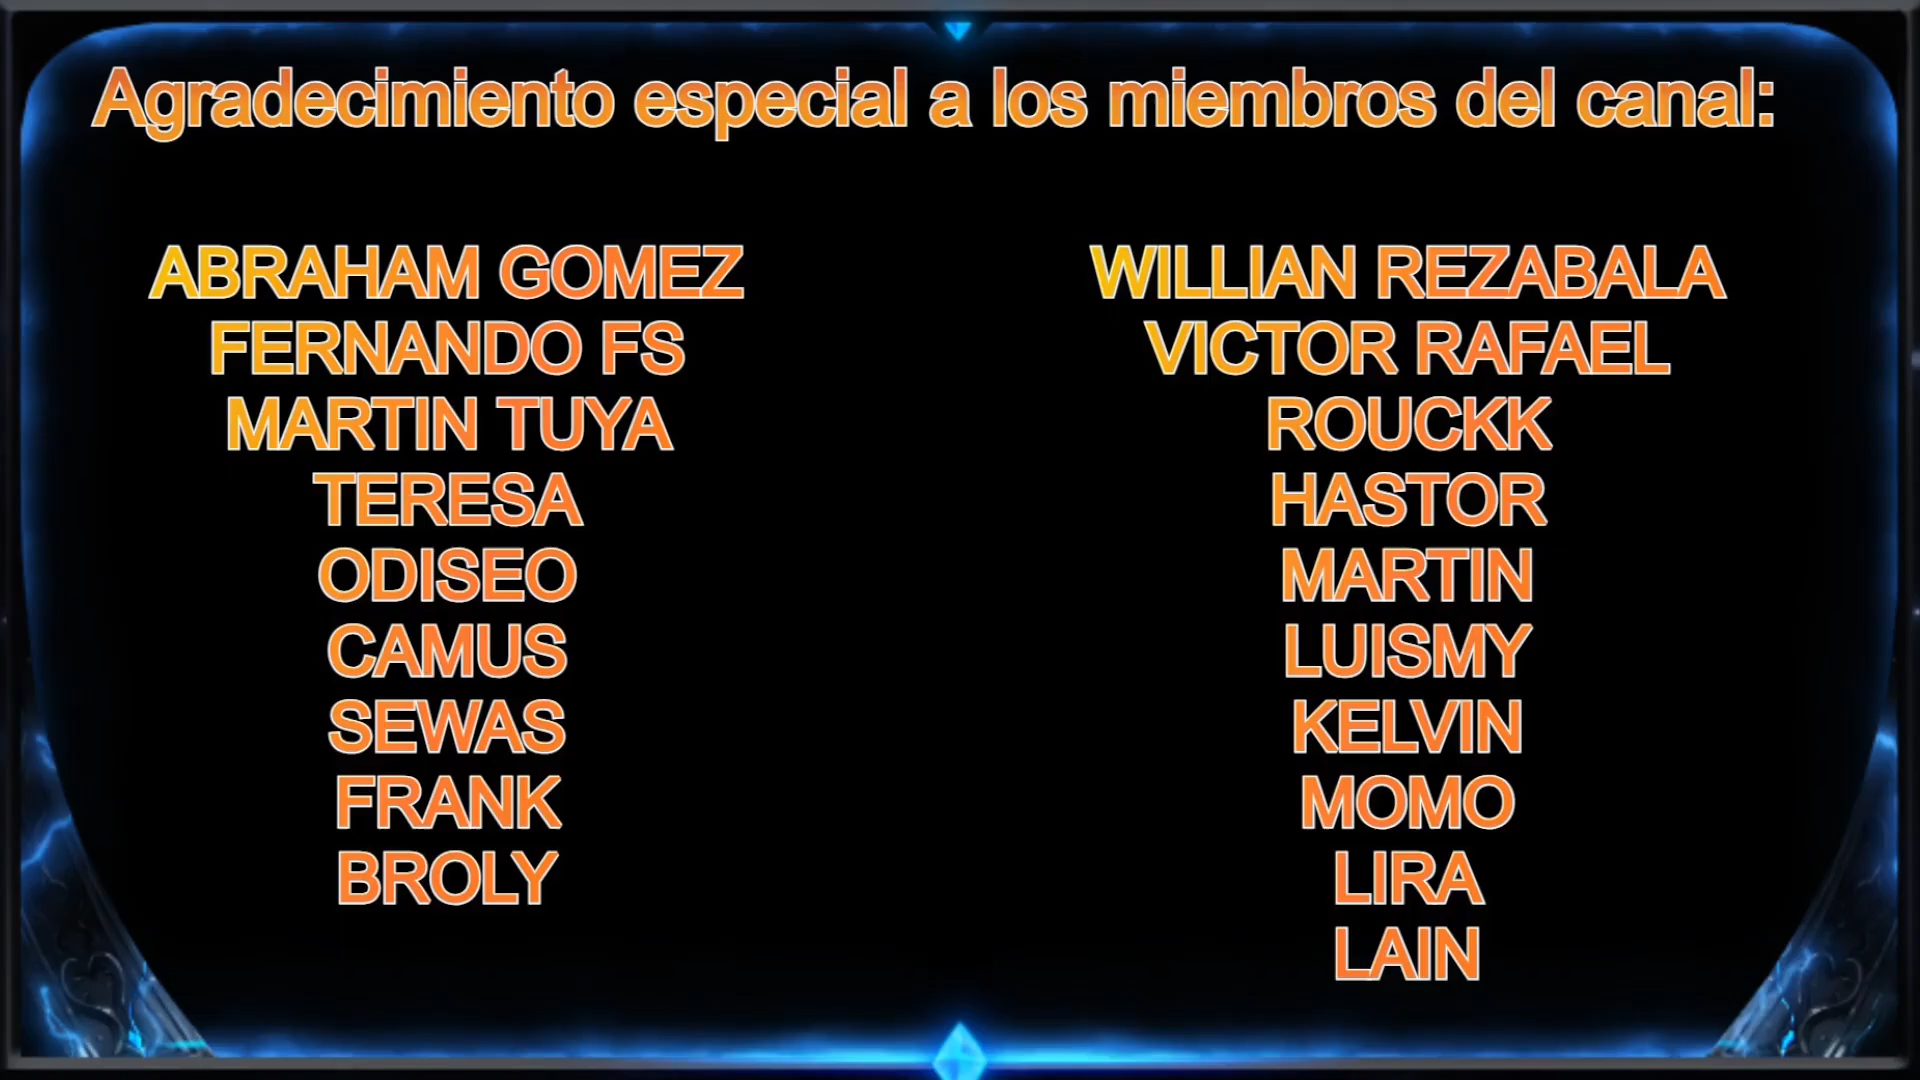 Agradecimiento especial a los miembros del canal:
ABRAHAM GOMEZ
FERNANDO FS
MARTIN TUYA
TERESA
ODISEO
CAMUS
SEWAS
FRANK
BROLY
WILLIAN REZABALA
VICTOR RAFAEL
ROUCKK
HASTOR
MARTIN
LUISMY
KELVIN
MOMO
LIRA
LAIN